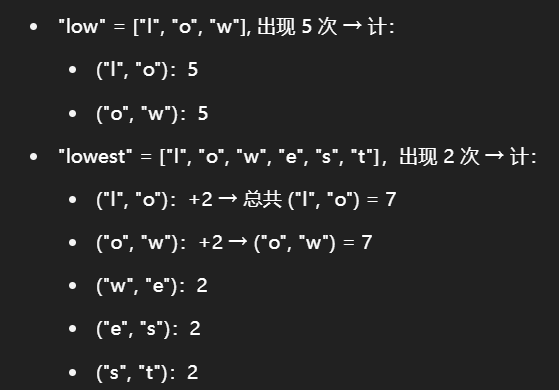 • "low" = ["l", "o", "w"], 出现 5 次 → 计：
• ("l", "o")：5
• ("o", "w")：5
• "lowest" = ["l", "o", "w", "e", "s", "t"]，出现 2 次 → 计：
• ("l", "o")：+2 → 总共 ("l", "o") = 7
• ("o", "w")：+2 → ("o", "w") = 7
• ("w", "e")：2
• ("e", "s")：2
• ("s", "t")：2